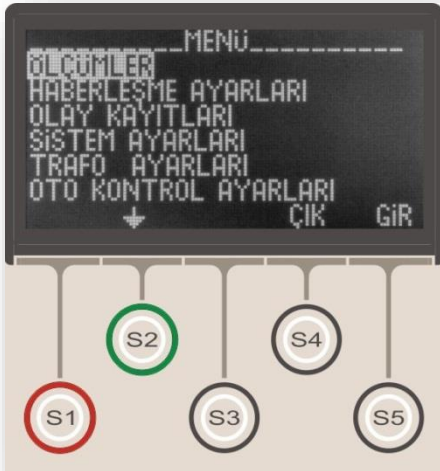 MENÜ
ÖLÇÜMLER
HABERLEŞME AYARLARI
OLAY KAYITLARI
SİSTEM AYARLARI
TRAFO AYARLARI
OTO KONTROL AYARLARI
ÇIK GİR
S2 S4
S1 S3 S5